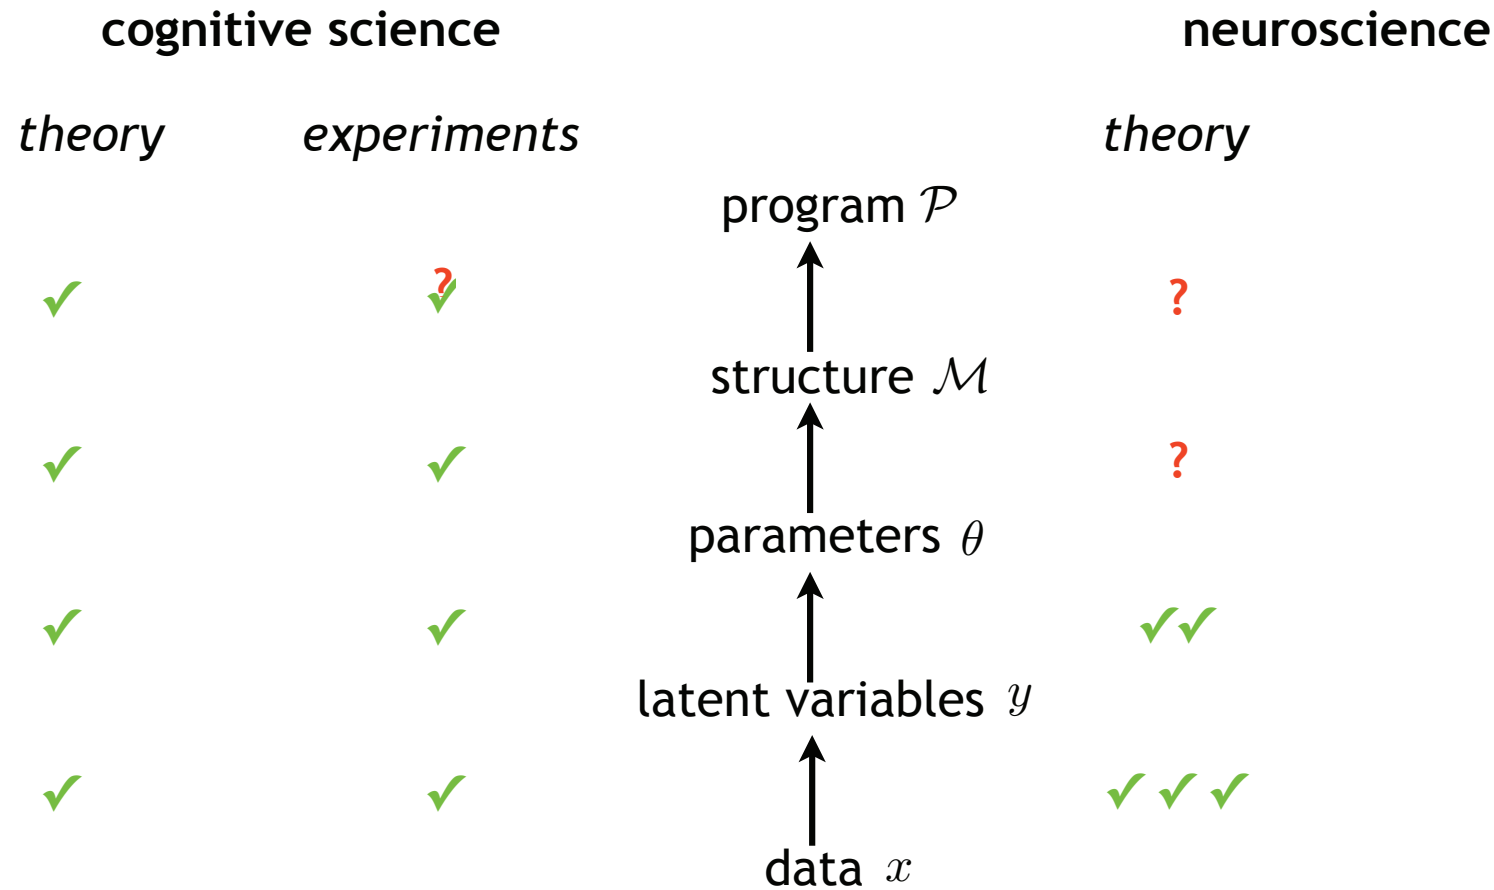 cognitive science neuroscience
theory experiments theory
program 𝒫
✓ ?✓ ?
structure ℳ
✓ ✓ ?
parameters θ
✓ ✓ ✓✓
latent variables y
✓ ✓ ✓ ✓ ✓
data x